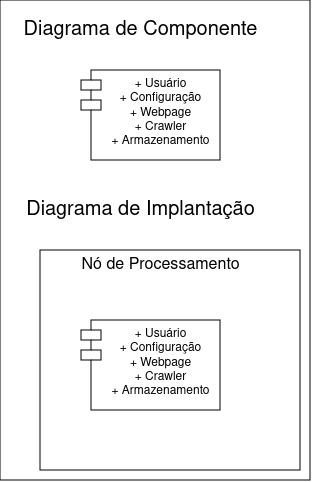 Diagrama de Componente
+ Usuário
+ Configuração
+ Webpage
+ Crawler
+ Armazenamento
Diagrama de Implantação
Nó de Processamento
+ Usuário
+ Configuração
+ Webpage
+ Crawler
+ Armazenamento